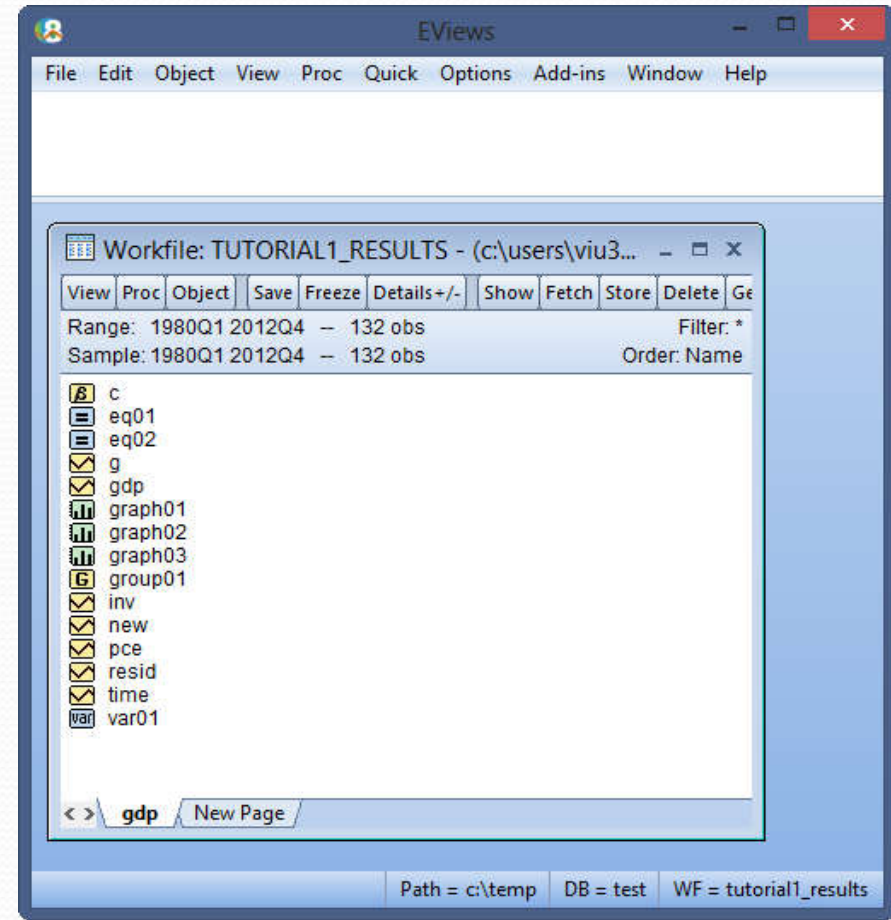 EViews
File Edit Object View Proc Quick Options Add-ins Window Help
Workfile: TUTORIAL1_RESULTS - (c:\users\viu3...
View Proc Object Save Freeze Details+/- Show Fetch Store Delete Ge
Range: 1980Q1 2012Q4 -- 132 obs Filter: *
Sample: 1980Q1 2012Q4 -- 132 obs Order: Name
β c
eq01
eq02
g
gdp
graph01
graph02
graph03
G group01
inv
new
pce
resid
time
var var01
< > gdp New Page
Path = c:\temp DB = test WF = tutorial1_results